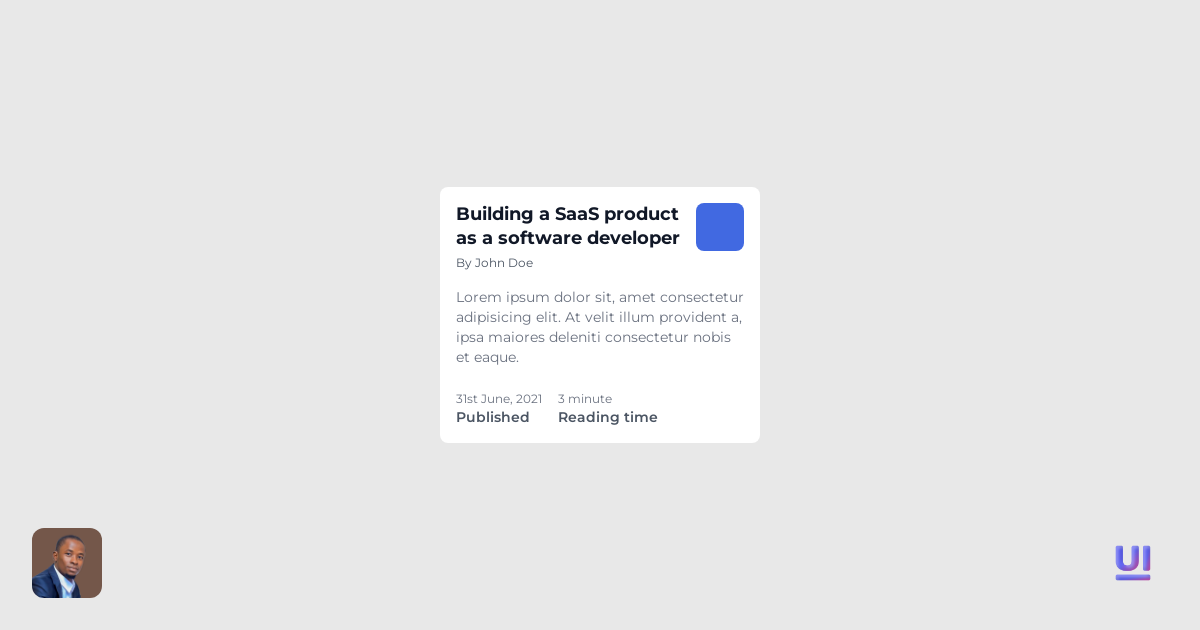 Building a SaaS product
as a software developer
By John Doe
Lorem ipsum dolor sit, amet consectetur
adipisicing elit. At velit illum provident a,
ipsa maiores deleniti consectetur nobis
et eaque.
31st June, 2021 3 minute
Published Reading time
UI